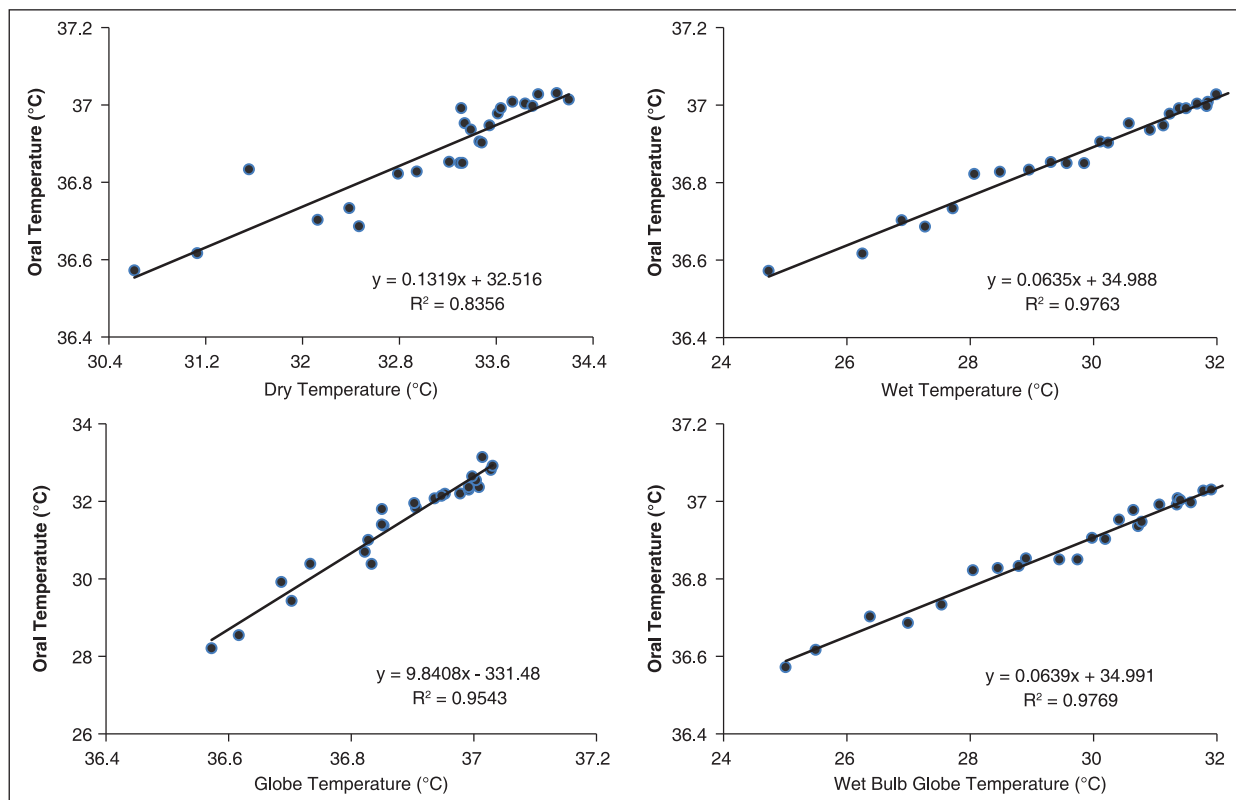 37.2
37
36.8
36.6
36.4
Oral Temperature (°C)
y = 0.1319x + 32.516
R² = 0.8356
30.4 31.2 32 32.8 33.6 34.4
Dry Temperature (°C)
37.2
37
36.8
36.6
36.4
Oral Temperature (°C)
y = 0.0635x + 34.988
R² = 0.9763
24 26 28 30 32
Wet Temperature (°C)
34
32
30
28
26
Oral Temperatute (°C)
y = 9.8408x - 331.48
R² = 0.9543
36.4 36.6 36.8 37 37.2
Globe Temperature (°C)
37.2
37
36.8
36.6
36.4
Oral Temperature (°C)
y = 0.0639x + 34.991
R² = 0.9769
24 26 28 30 32
Wet Bulb Globe Temperature (°C)